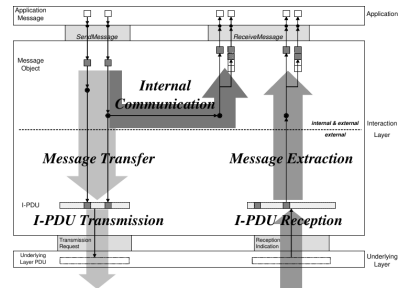 Application
Message
Application
SendMessage
ReceiveMessage
Message
Object
Internal
Communication
internal & external
external
Interaction
Layer
Message Transfer
Message Extraction
I-PDU
I-PDU Transmission
I-PDU Reception
Transmission
Request
Reception
Indication
Underlying
Layer PDU
Underlying
Layer